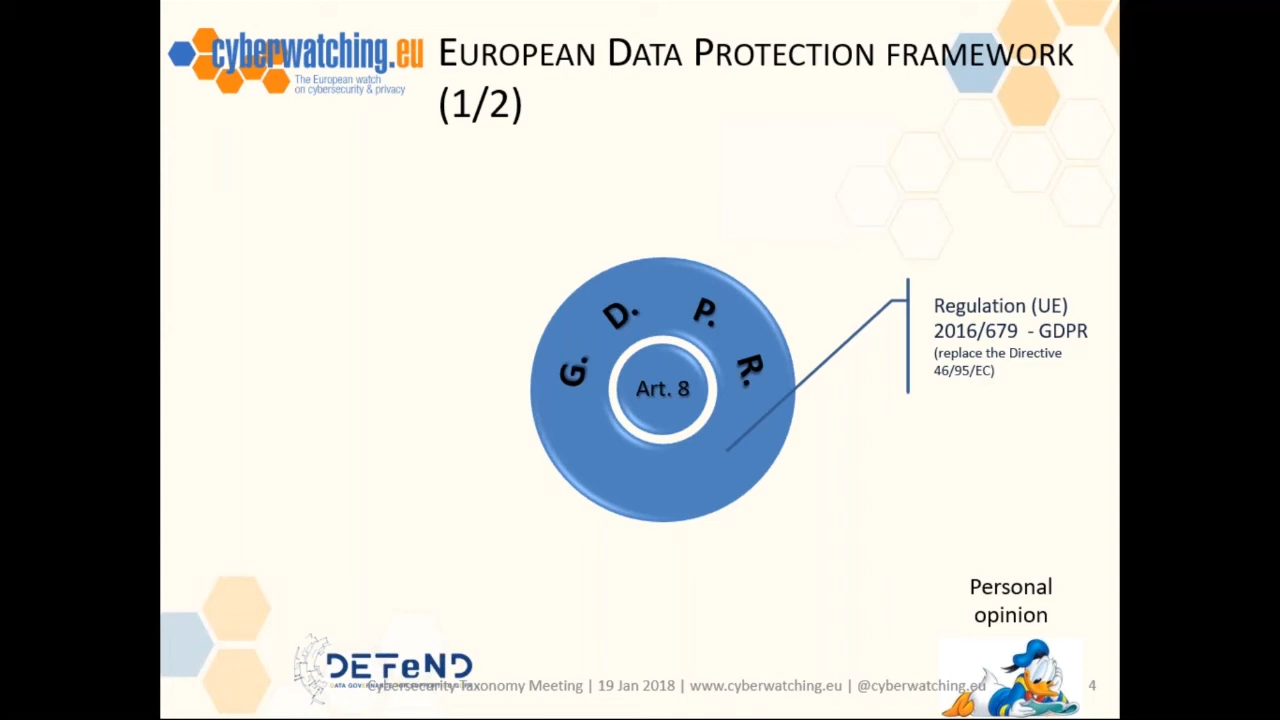 cyberwatching.eu
The European watch
on cybersecurity & privacy
EUROPEAN DATA PROTECTION FRAMEWORK
(1/2)
G. D. P. R.
Art. 8
Regulation (UE)
2016/679 - GDPR
(replace the Directive
46/95/EC)
Personal
opinion
DEFeND
Cybersecurity Taxonomy Meeting | 19 Jan 2018 | www.cyberwatching.eu | @cyberwatching.eu
4